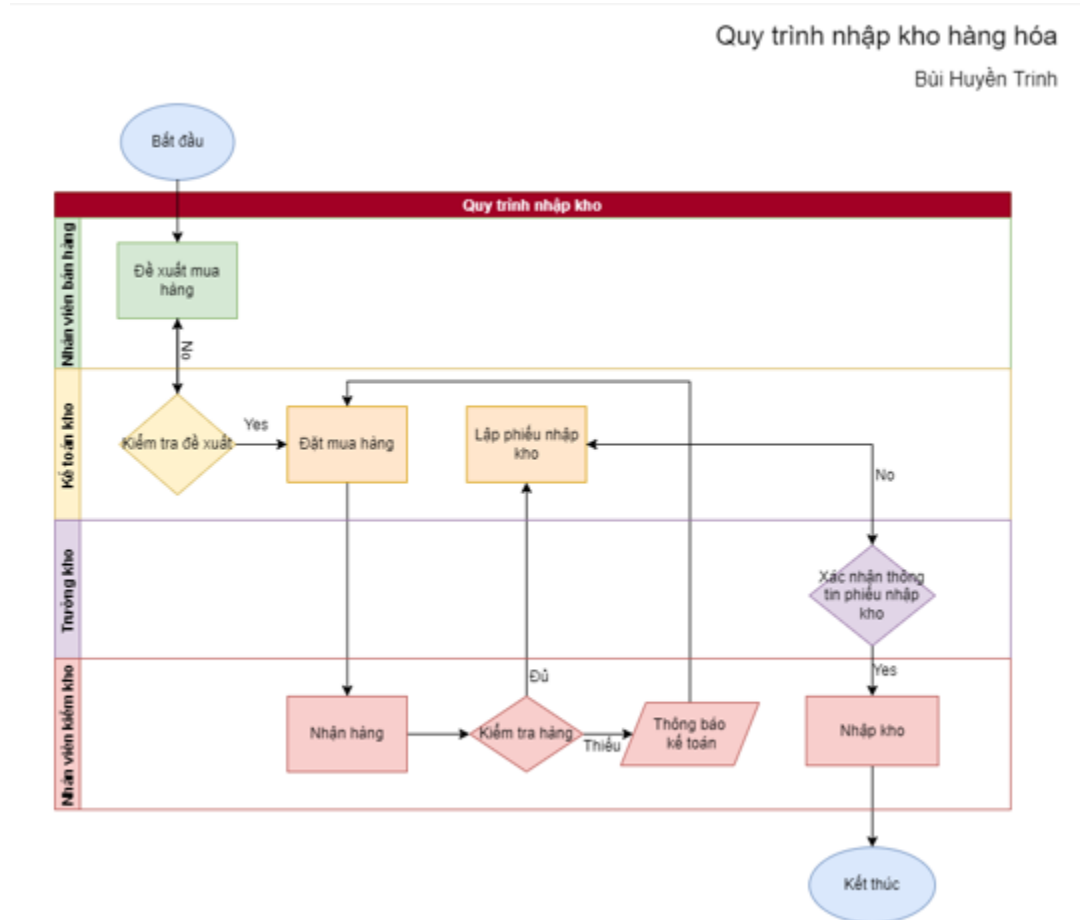 Quy trình nhập kho hàng hóa
Bùi Huyền Trinh
Bắt đầu
Quy trình nhập kho
Nhân viên bán hàng
Đề xuất mua
hàng
No
Kế toán kho
Kiểm tra đề xuất
Yes
Đặt mua hàng
Lập phiếu nhập
kho
No
Trưởng kho
Xác nhận thông
tin phiếu nhập
kho
Yes
Nhân viên kiểm kho
Nhận hàng
Đủ
Kiểm tra hàng
Thiếu
Thông báo
kế toán
Nhập kho
Kết thúc